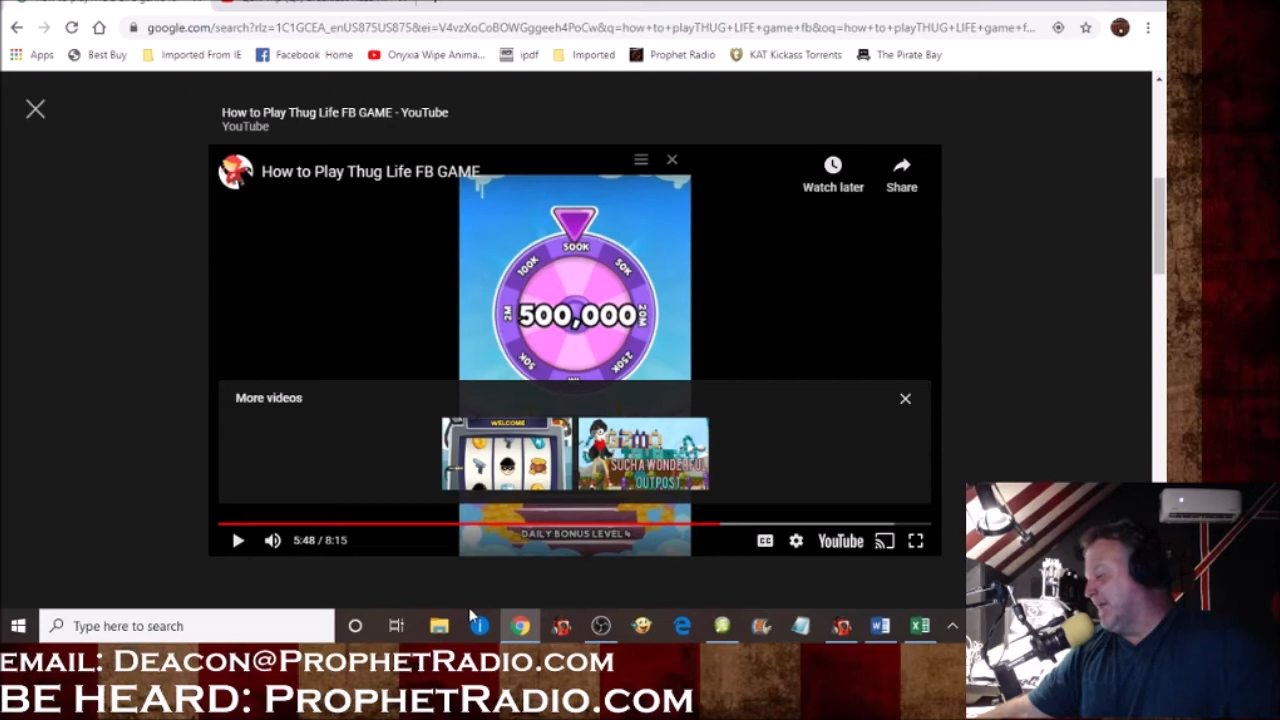 google.com/search?rlz=1C1GCEA_enUS875US875&ei=V4vzXoCoBOWGggeeh4PoCw&q=how+to+playTHUG+LIFE+game+fb&oq=how+to+playTHUG+LIFE+game+f...
Apps Best Buy Imported From IE Facebook Home Onyxia Wipe Anima... ipdf Imported Prophet Radio KAT Kickass Torrents The Pirate Bay
How to Play Thug Life FB GAME - YouTube
YouTube
How to Play Thug Life FB GAME
Watch later Share
500K
100K 50K
2M 500,000 20M
50K 250K
1M
More videos
WELCOME
SUCH A WONDERFUL
OUTPOST
DAILY BONUS LEVEL 4
5:48 / 8:15 CC YouTube
Type here to search
EMAIL: DEACON@PROPHETRADIO.COM
BE HEARD: PROPHETRADIO.COM